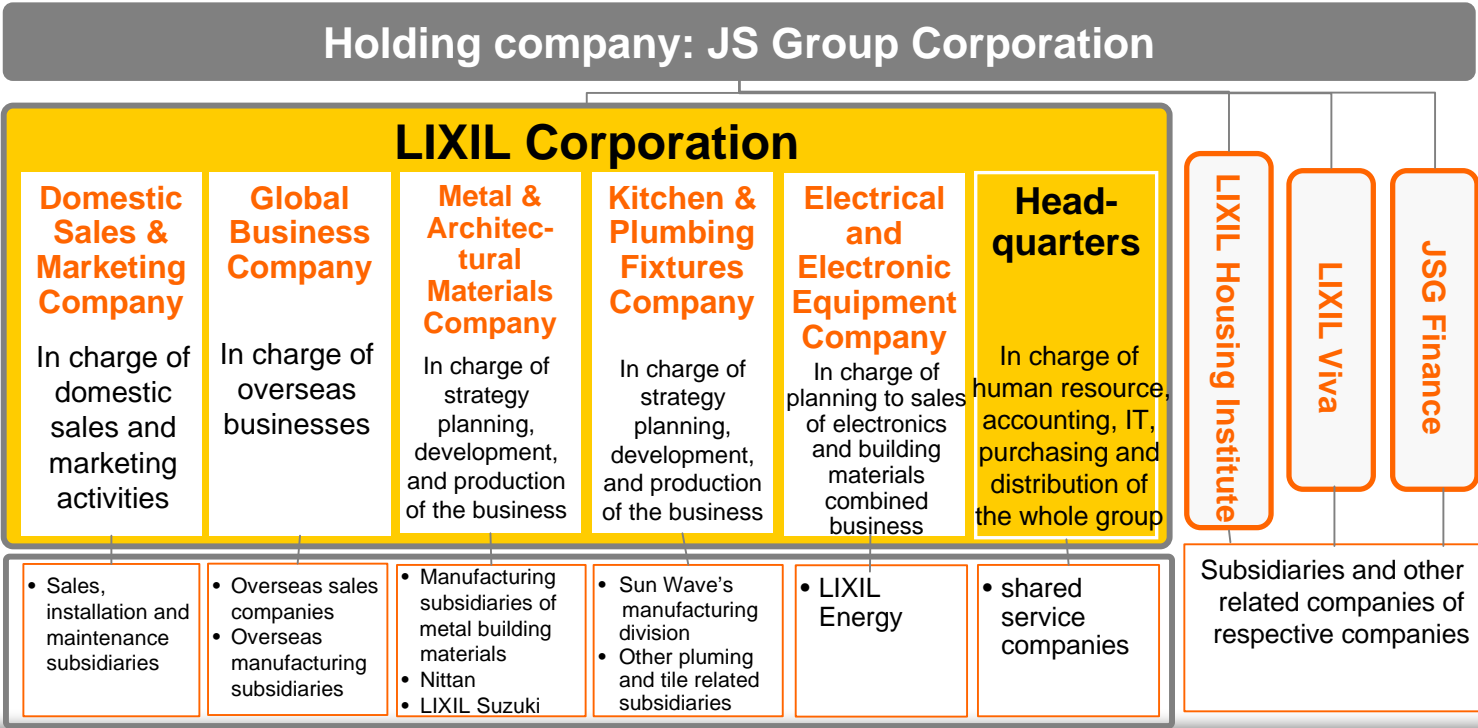 Holding company: JS Group Corporation
LIXIL Corporation
Domestic
Sales &
Marketing
Company
In charge of
domestic
sales and
marketing
activities
Global
Business
Company
In charge of
overseas
businesses
Metal &
Architec-
tural
Materials
Company
In charge of
strategy
planning,
development,
and production
of the business
Kitchen &
Plumbing
Fixtures
Company
In charge of
strategy
planning,
development,
and production
of the business
Electrical
and
Electronic
Equipment
Company
In charge of
planning to sales
of electronics
and building
materials
combined
business
Head-
quarters
In charge of
human resource,
accounting, IT,
purchasing and
distribution of
the whole group
LIXIL Housing Institute
LIXIL Viva
JSG Finance
• Sales,
installation and
maintenance
subsidiaries
• Overseas sales
companies
• Overseas
manufacturing
subsidiaries
• Manufacturing
subsidiaries of
metal building
materials
• Nittan
• LIXIL Suzuki
• Sun Wave's
manufacturing
division
• Other pluming
and tile related
subsidiaries
• LIXIL
Energy
• shared
service
companies
Subsidiaries and other
related companies of
respective companies